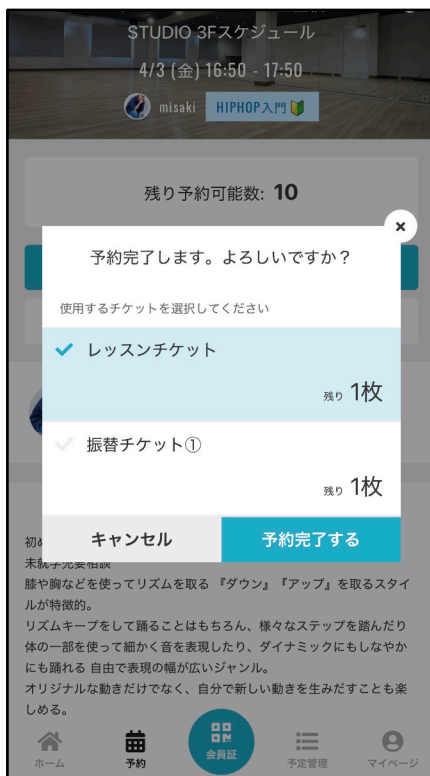 STUDIO 3Fスケジュール
4/3 (金) 16:50 - 17:50
misaki HIPHOP入門🔰
残り予約可能数: 10
×
予約完了します。よろしいですか？
使用するチケットを選択してください
レッスンチケット
残り 1枚
振替チケット①
残り 1枚
キャンセル 予約完了する
初め
未就学児要相談
膝や胸などを使ってリズムを取る 『ダウン』『アップ』を取るスタイ
ルが特徴的。
リズムキープをして踊ることはもちろん、様々なステップを踏んだり
体の一部を使って細かく音を表現したり、ダイナミックにもしなやか
にも踊れる 自由で表現の幅が広いジャンル。
オリジナルな動きだけでなく、自分で新しい動きを生みだすことも楽
しめる。
ホーム 予約 会員証 予定管理 マイページ